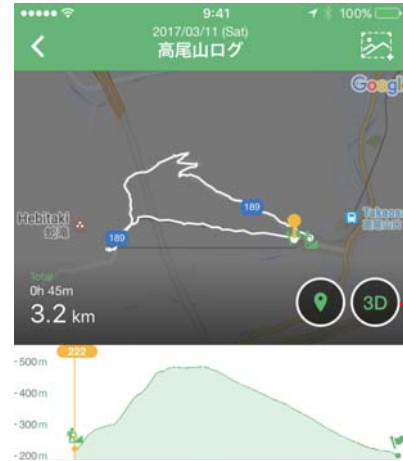 9:41
100%
2017/03/11 (Sat)
高尾山ログ
Google
189
Hebitaki
蛇滝
189
Total
0h 45m
3.2 km
3D
222
-500m
-400m
-300m
-200m